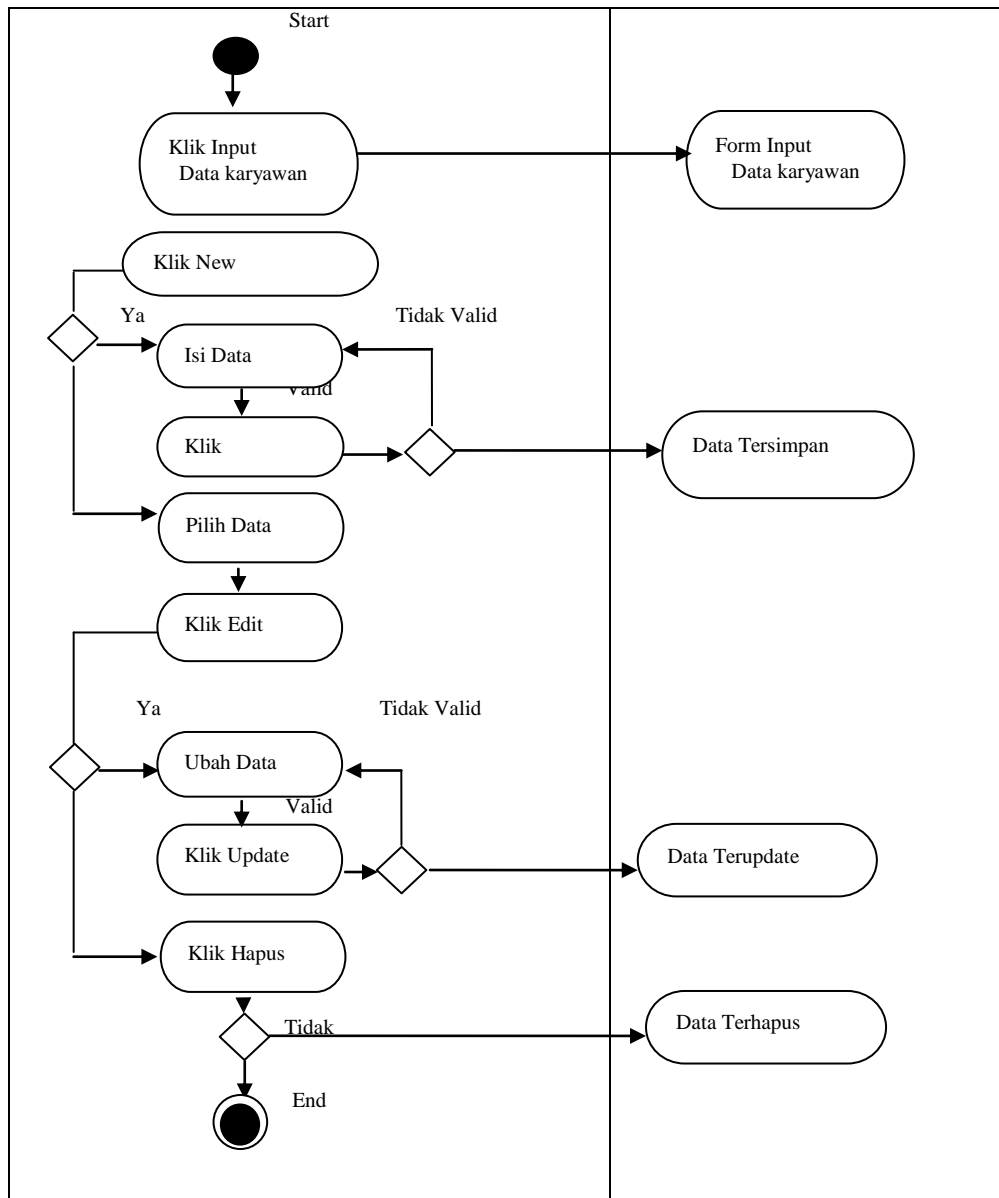 Start
Klik Input
Data karyawan
Form Input
Data karyawan
Klik New
Ya
Tidak Valid
Isi Data
Valid
Klik
Data Tersimpan
Pilih Data
Klik Edit
Ya
Tidak Valid
Ubah Data
Valid
Klik Update
Data Terupdate
Klik Hapus
Data Terhapus
Tidak
End